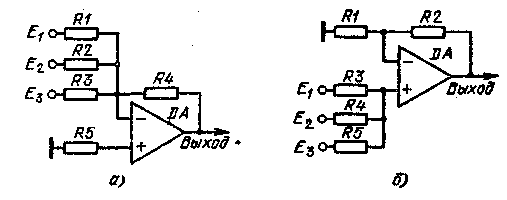 E1 R1
E2 R2
E3 R3
R4
DA
R5
Выход
а)
R1 R2
DA
E1 R3
E2 R4
E3 R5
Выход
б)